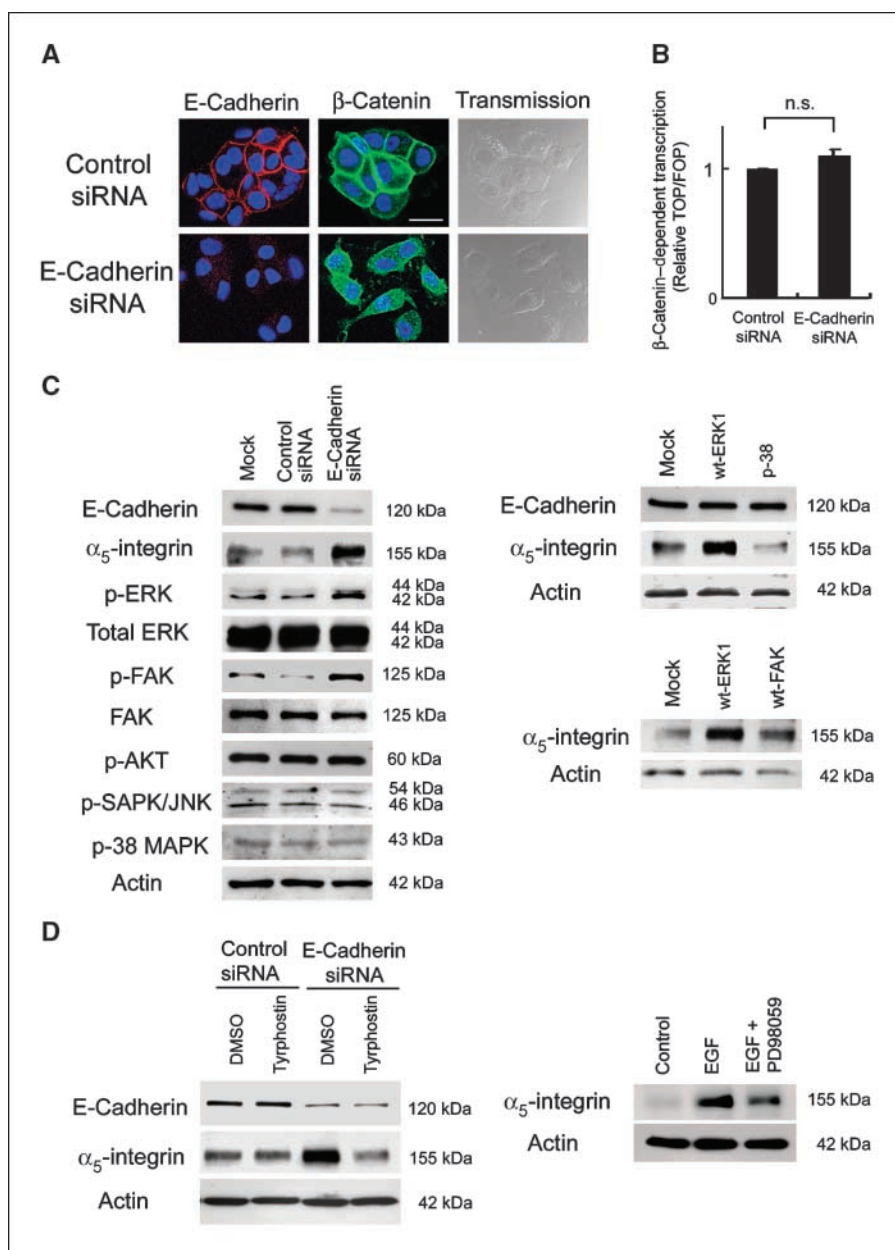 A
E-Cadherin β-Catenin Transmission
Control
siRNA
E-Cadherin
siRNA
B
n.s.
β-Catenin–dependent transcription
(Relative TOP/FOP)
1
0
Control
siRNA
E-Cadherin
siRNA
C
Mock
Control
siRNA
E-Cadherin
siRNA
E-Cadherin 120 kDa
α5-integrin 155 kDa
p-ERK 44 kDa
42 kDa
Total ERK 44 kDa
42 kDa
p-FAK 125 kDa
FAK 125 kDa
p-AKT 60 kDa
p-SAPK/JNK 54 kDa
46 kDa
p-38 MAPK 43 kDa
Actin 42 kDa
Mock
wt-ERK1
p-38
E-Cadherin 120 kDa
α5-integrin 155 kDa
Actin 42 kDa
Mock
wt-ERK1
wt-FAK
α5-integrin 155 kDa
Actin 42 kDa
D
Control
siRNA
E-Cadherin
siRNA
DMSO
Tyrphostin
DMSO
Tyrphostin
E-Cadherin 120 kDa
α5-integrin 155 kDa
Actin 42 kDa
Control
EGF
EGF +
PD98059
α5-integrin 155 kDa
Actin 42 kDa